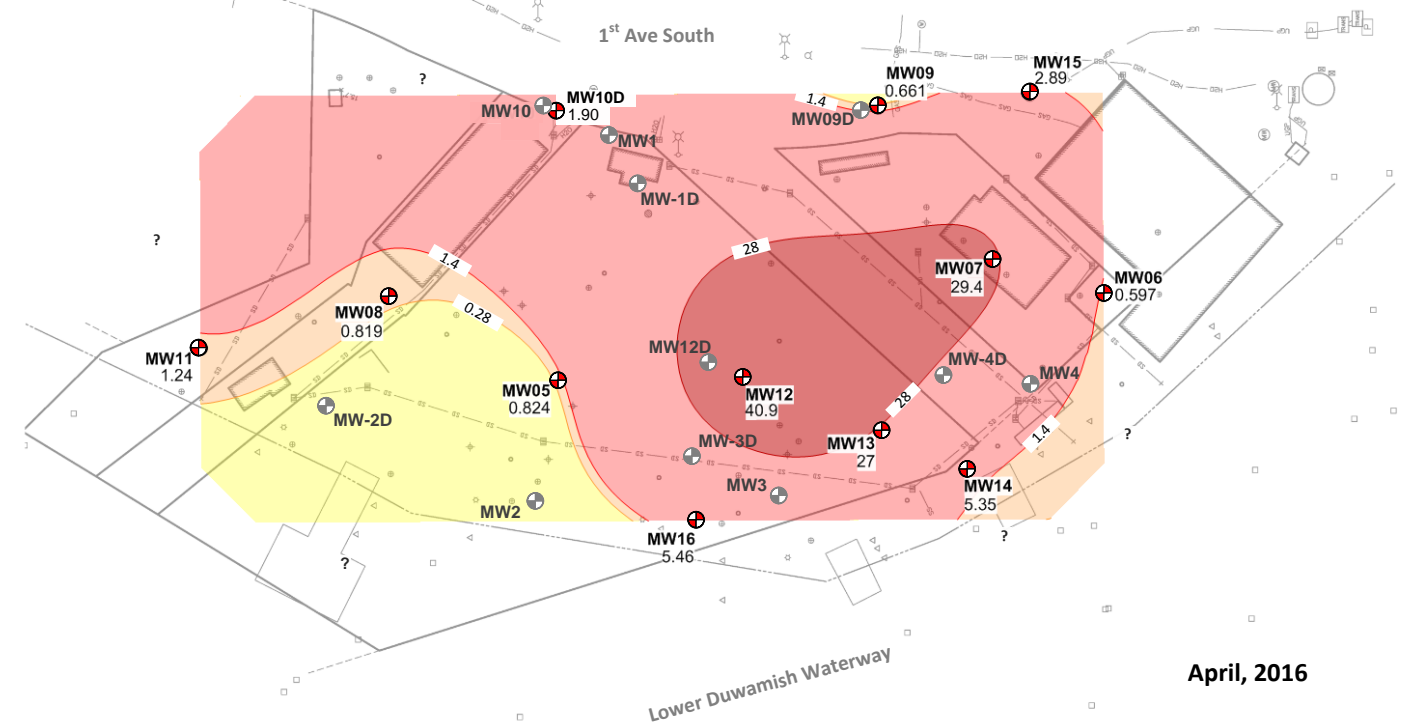 1st Ave South
MW15
2.89
?
MW09
0.661
1.4
MW10D
1.90
MW10
MW09D
MW1
MW-1D
?
28
1.4
MW07
29.4
MW06
0.597
MW08
0.819
0.28
MW11
1.24
MW12D
MW-4D
MW4
MW05
0.824
MW12
40.9
28
MW-2D
1.4
?
MW13
27
MW-3D
MW14
5.35
MW3
MW2
MW16
5.46
?
?
Lower Duwamish Waterway
April, 2016